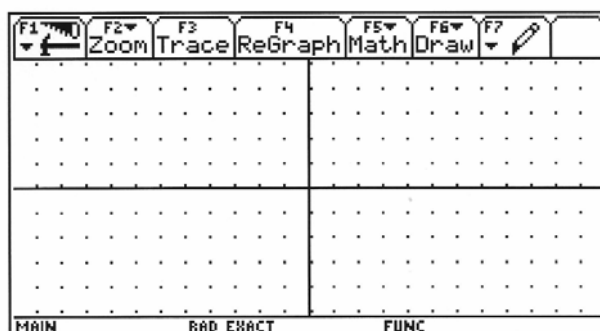 F1 F2 F3 F4 F5 F6 F7
Zoom Trace ReGraph Math Draw
MAIN RAD EXACT FUNC